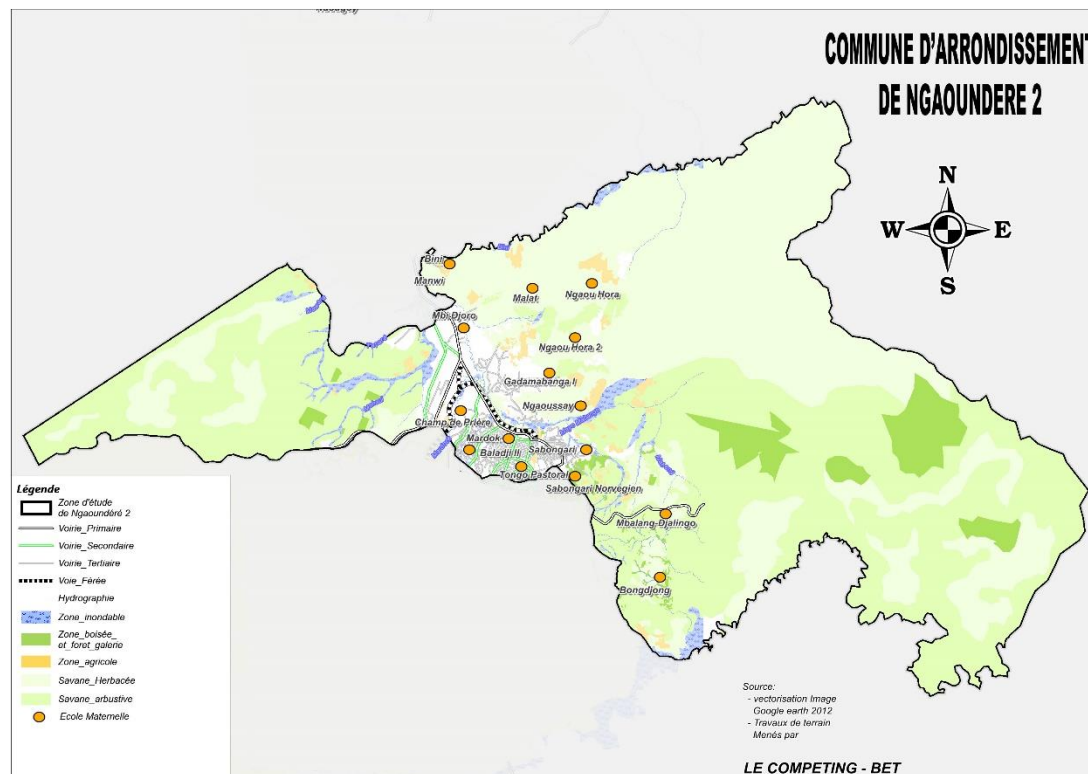 COMMUNE D'ARRONDISSEMENT
DE NGAOUNDERE 2
N
W
E
S
Bini
Manwi
Malat
Ngaou Hora
Mbi Djoro
Ngaou Hora 2
Gadamabanga I
Ngaoussay
Champ de Prière
Mardok
Baladji II
Sabongari
Tongo Pastoral
Sabongari Norvegien
Mbalang-Djalingo
Bongdjong
Légende
Zone d'étude
de Ngaoundéré 2
Voirie_Primaire
Voirie_Secondaire
Voirie_Tertiaire
Voie_Férée
Hydrographie
Zone_inondable
Zone_boisée_
et_foret_galerie
Zone_agricole
Savane_Herbacée
Savane_arbustive
Ecole Maternelle
Source:
- vectorisation Image
Google earth 2012
- Travaux de terrain
Menés par
LE COMPETING - BET